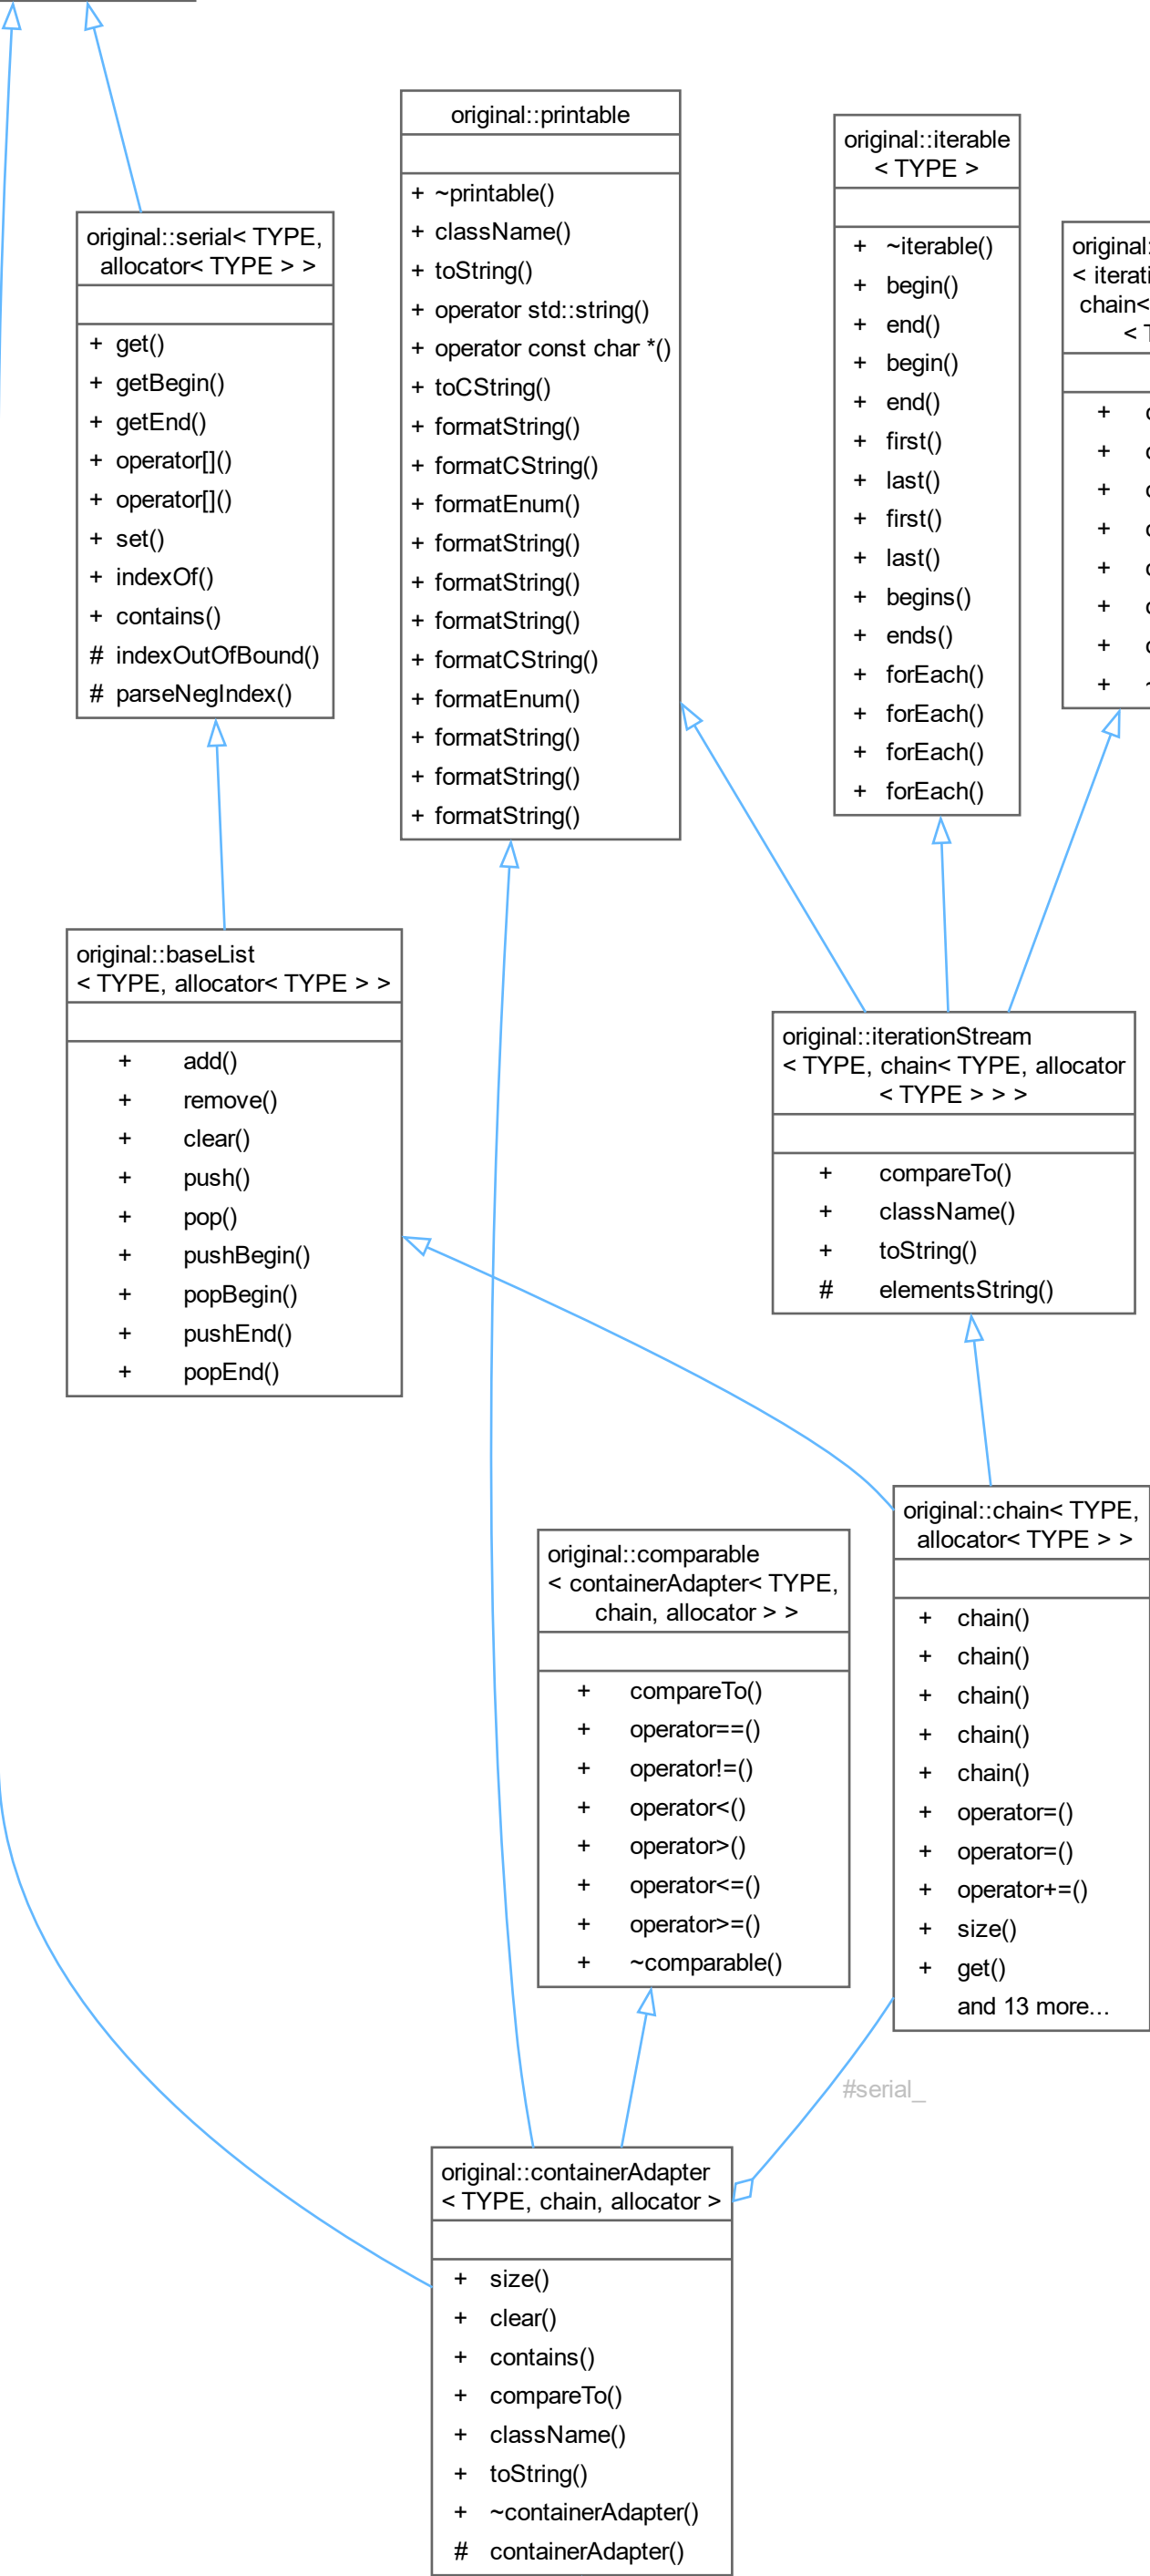 original::printable
+ ~printable()
+ className()
+ toString()
+ operator std::string()
+ operator const char *()
+ toCString()
+ formatString()
+ formatCString()
+ formatEnum()
+ formatString()
+ formatString()
+ formatString()
+ formatCString()
+ formatEnum()
+ formatString()
+ formatString()
+ formatString()
original::iterable
< TYPE >
+ ~iterable()
+ begin()
+ end()
+ begin()
+ end()
+ first()
+ last()
+ first()
+ last()
+ begins()
+ ends()
+ forEach()
+ forEach()
+ forEach()
+ forEach()
original::serial< TYPE,
allocator< TYPE > >
+ get()
+ getBegin()
+ getEnd()
+ operator[]()
+ operator[]()
+ set()
+ indexOf()
+ contains()
# indexOutOfBound()
# parseNegIndex()
original:
<
chain<
<
+
+
+
+
+
+
+
+ ~
original::baseList
< TYPE, allocator< TYPE > >
+ add()
+ remove()
+ clear()
+ push()
+ pop()
+ pushBegin()
+ popBegin()
+ pushEnd()
+ popEnd()
original::iterationStream
< TYPE, chain< TYPE, allocator
< TYPE > > >
+ compareTo()
+ className()
+ toString()
# elementsString()
original::chain< TYPE,
allocator< TYPE > >
+ chain()
+ chain()
+ chain()
+ chain()
+ chain()
+ operator=()
+ operator=()
+ operator+=()
+ size()
+ get()
and 13 more...
original::comparable
< containerAdapter< TYPE,
chain, allocator > >
+ compareTo()
+ operator==()
+ operator!=()
+ operator<()
+ operator>()
+ operator<=()
+ operator>=()
+ ~comparable()
#serial_
original::containerAdapter
< TYPE, chain, allocator >
+ size()
+ clear()
+ contains()
+ compareTo()
+ className()
+ toString()
+ ~containerAdapter()
# containerAdapter()